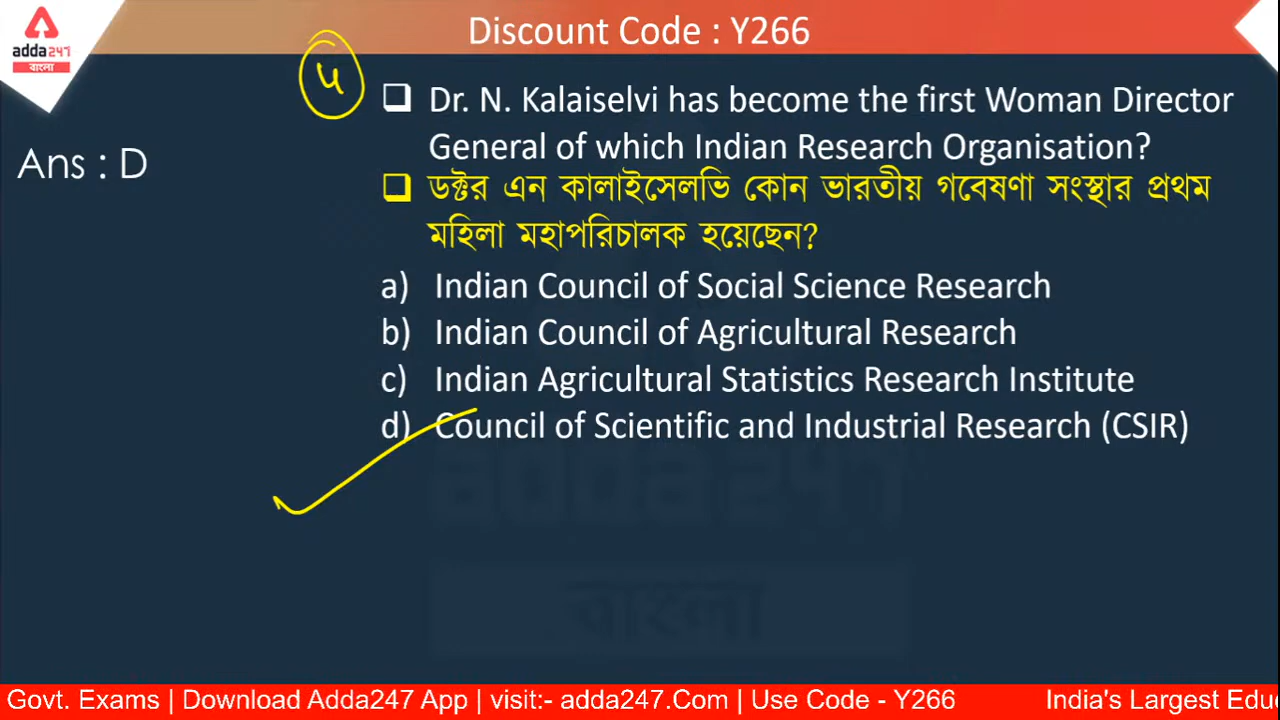 Discount Code : Y266
adda247
বাংলা
Ans : D
Dr. N. Kalaiselvi has become the first Woman Director
General of which Indian Research Organisation?
ডক্টর এন কালাইসেলভি কোন ভারতীয় গবেষণা সংস্থার প্রথম
মহিলা মহাপরিচালক হয়েছেন?
a) Indian Council of Social Science Research
b) Indian Council of Agricultural Research
c) Indian Agricultural Statistics Research Institute
d) Council of Scientific and Industrial Research (CSIR)
adda247
বাংলা
Govt. Exams | Download Adda247 App | visit:- adda247.Com | Use Code - Y266 India's Largest Edu